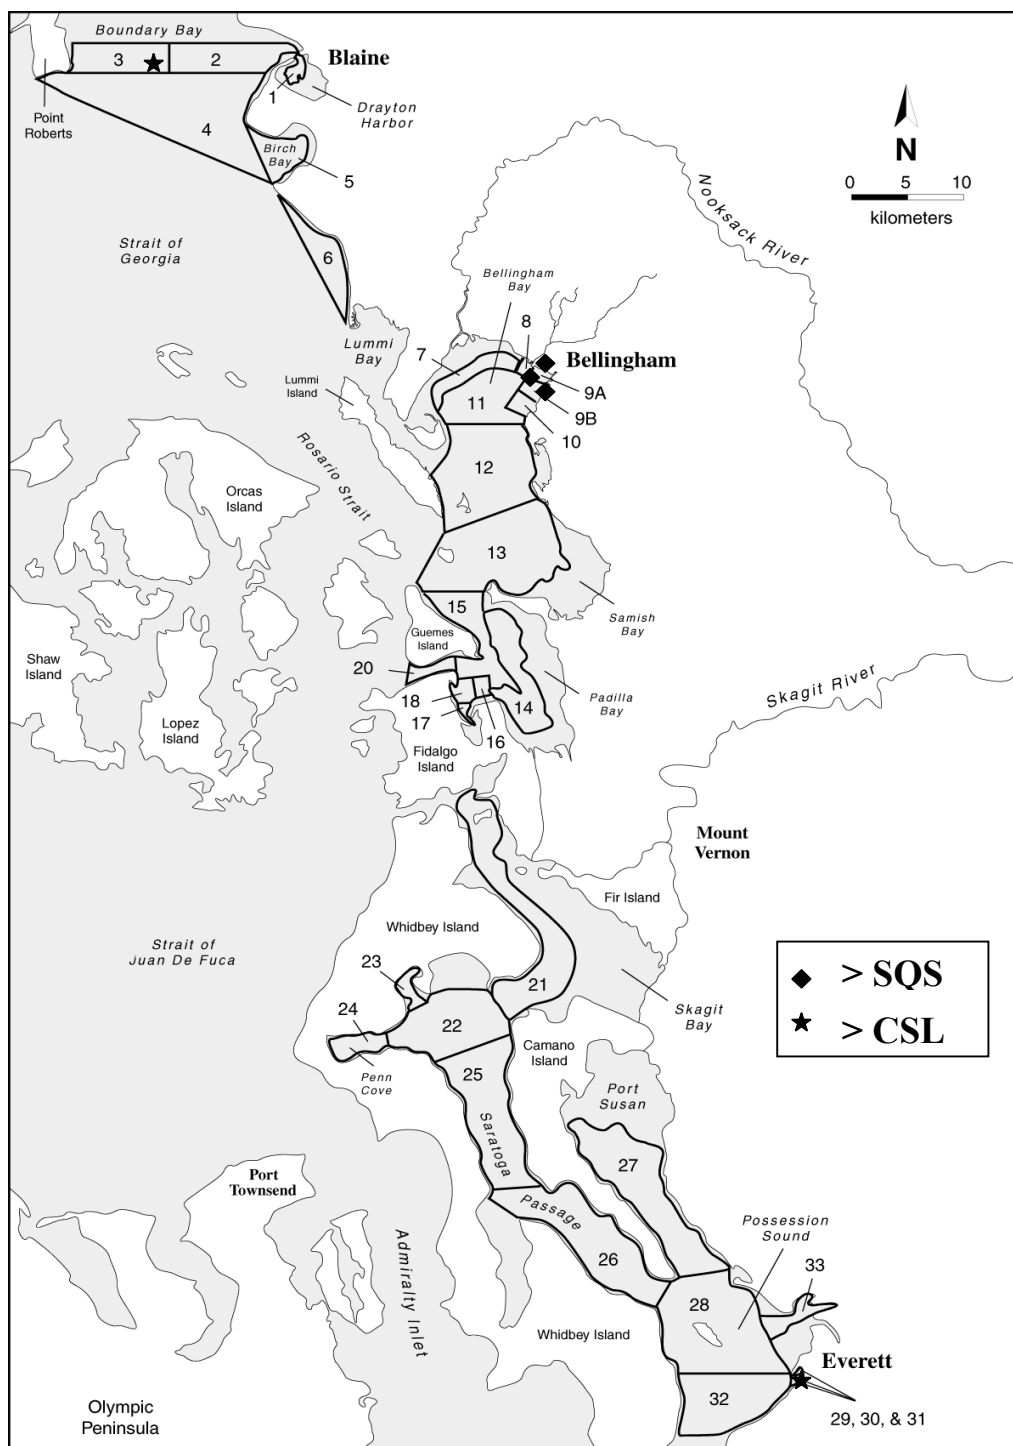 Boundary Bay
3
2
Blaine
1
Drayton
Harbor
Point
Roberts
4
Birch
Bay
5
N
0 5 10
kilometers
Nooksack River
Strait of
Georgia
6
Bellingham
Bay
8
Lummi
Bay
7
Bellingham
Lummi
Island
9A
11
9B
10
Rosario Strait
12
Orcas
Island
13
15
Samish
Bay
Guemes
Island
Shaw
Island
20
Skagit River
18
14
Padilla
Bay
Lopez
Island
17
16
Fidalgo
Island
Mount
Vernon
Fir Island
Whidbey Island
Strait of
Juan De Fuca
23
21
> SQS
Skagit
Bay
24
22
> CSL
Camano
Island
Penn
Cove
25
Port
Susan
Saratoga
27
Port
Townsend
Passage
Possession
Sound
Admiralty Inlet
26
33
28
Whidbey Island
Everett
32
Olympic
Peninsula
29, 30, & 31